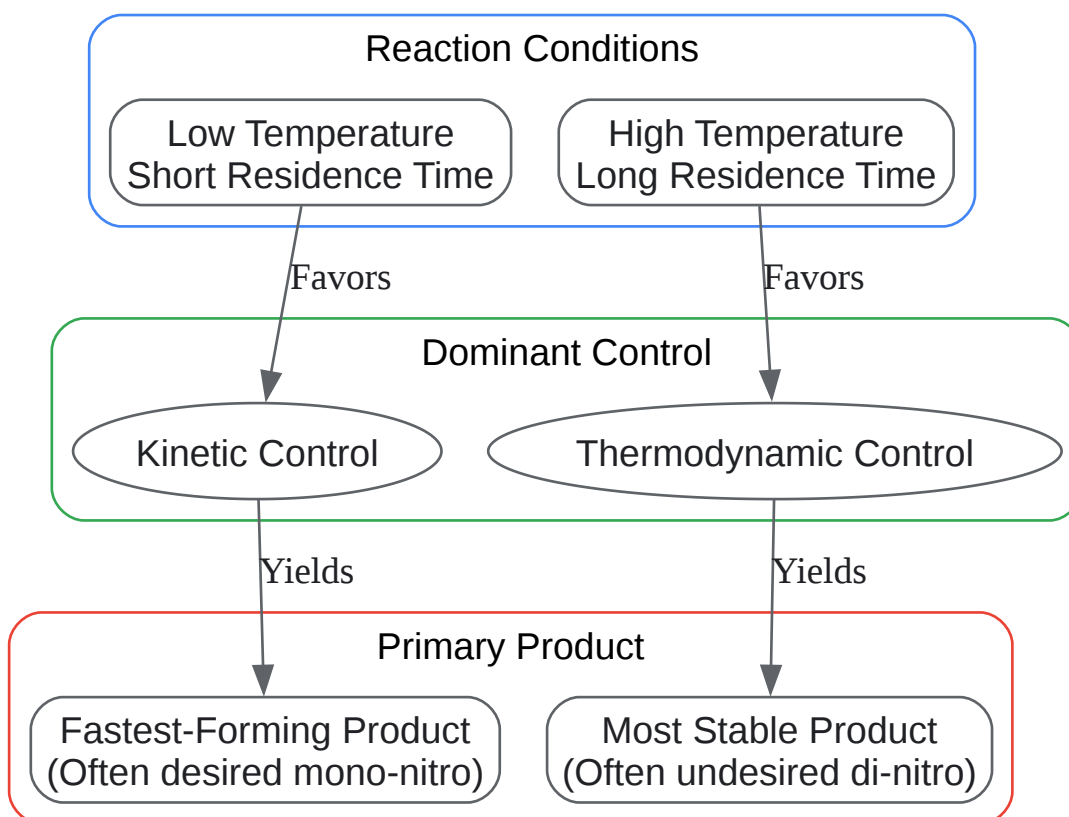 Reaction Conditions
Low Temperature
Short Residence Time
High Temperature
Long Residence Time
Favors
Favors
Dominant Control
Kinetic Control
Thermodynamic Control
Yields
Yields
Primary Product
Fastest-Forming Product
(Often desired mono-nitro)
Most Stable Product
(Often undesired di-nitro)